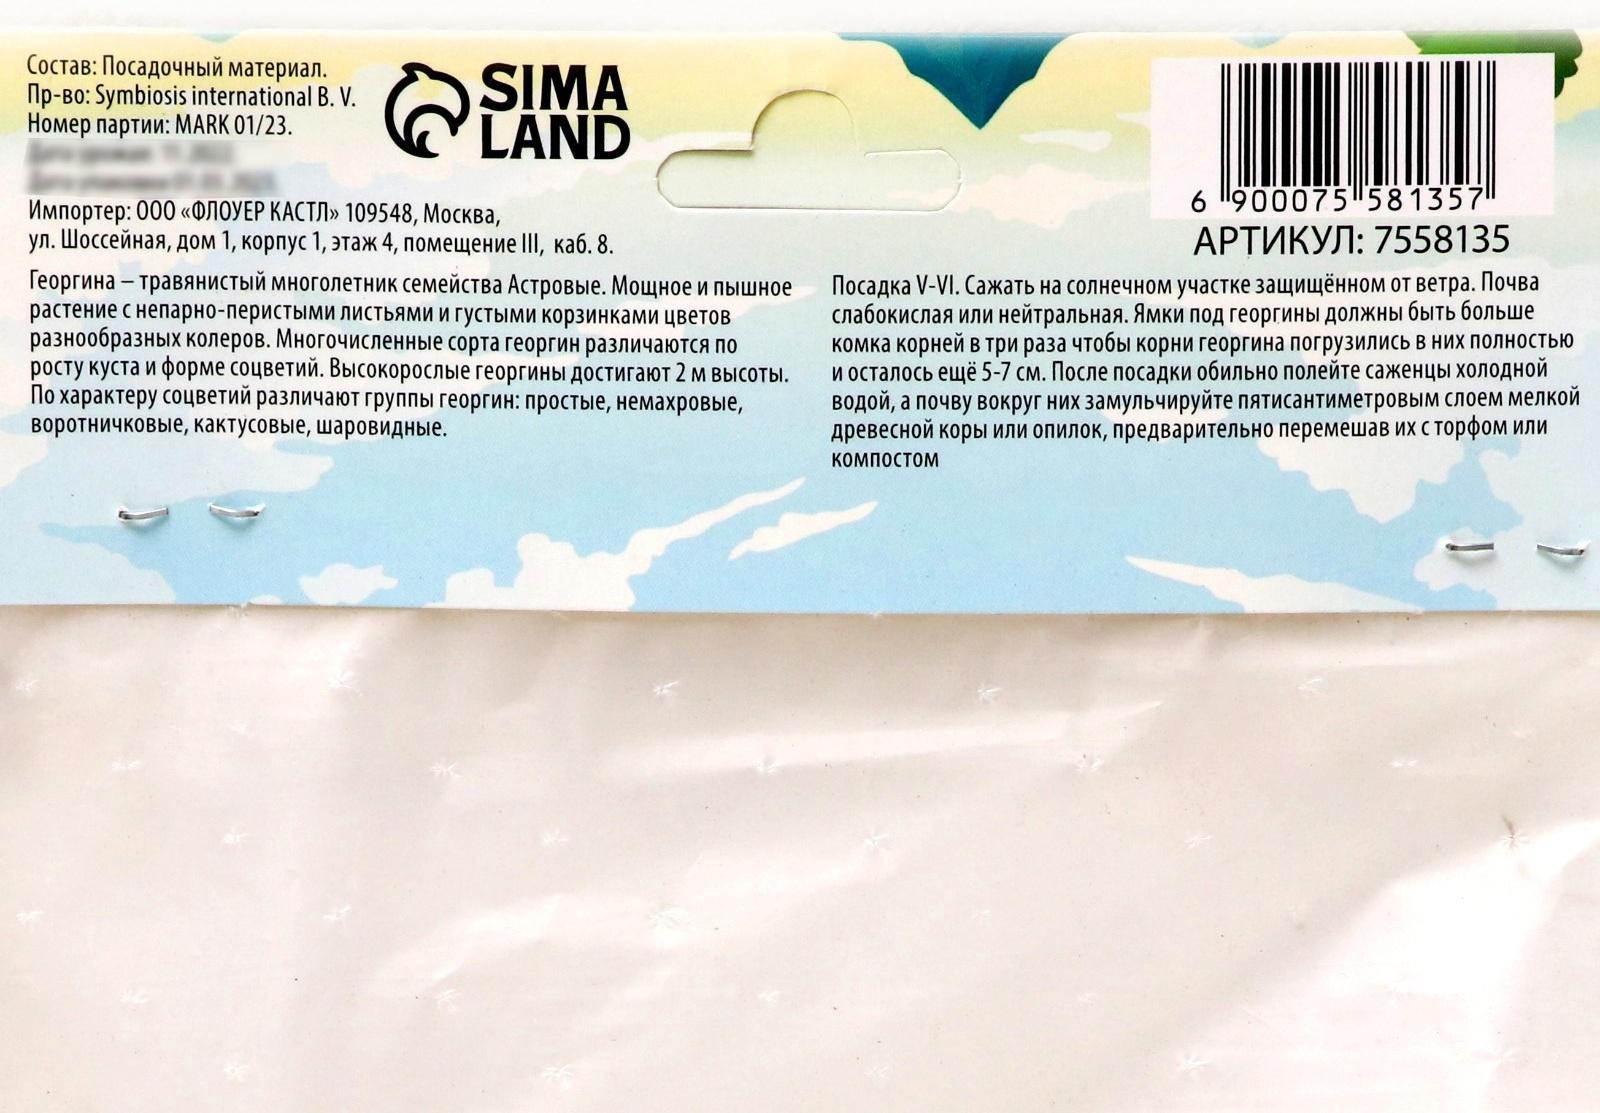 Состав: Посадочный материал.
Пр-во: Symbiosis international B. V.
Номер партии: MARK 01/23.
SIMA
LAND
Импортер: ООО «ФЛОУЕР КАСТЛ» 109548, Москва,
ул. Шоссейная, дом 1, корпус 1, этаж 4, помещение III, каб. 8.
6 900075 581357
АРТИКУЛ: 7558135
Георгина – травянистый многолетник семейства Астровые. Мощное и пышное
растение с непарно-перистыми листьями и густыми корзинками цветов
разнообразных колеров. Многочисленные сорта георгин различаются по
росту куста и форме соцветий. Высокорослые георгины достигают 2 м высоты.
По характеру соцветий различают группы георгин: простые, немахровые,
воротничковые, кактусовые, шаровидные.
Посадка V-VI. Сажать на солнечном участке защищённом от ветра. Почва
слабокислая или нейтральная. Ямки под георгины должны быть больше
комка корней в три раза чтобы корни георгина погрузились в них полностью
и осталось ещё 5-7 см. После посадки обильно полейте саженцы холодной
водой, а почву вокруг них замульчируйте пятисантиметровым слоем мелкой
древесной коры или опилок, предварительно перемешав их с торфом или
компостом